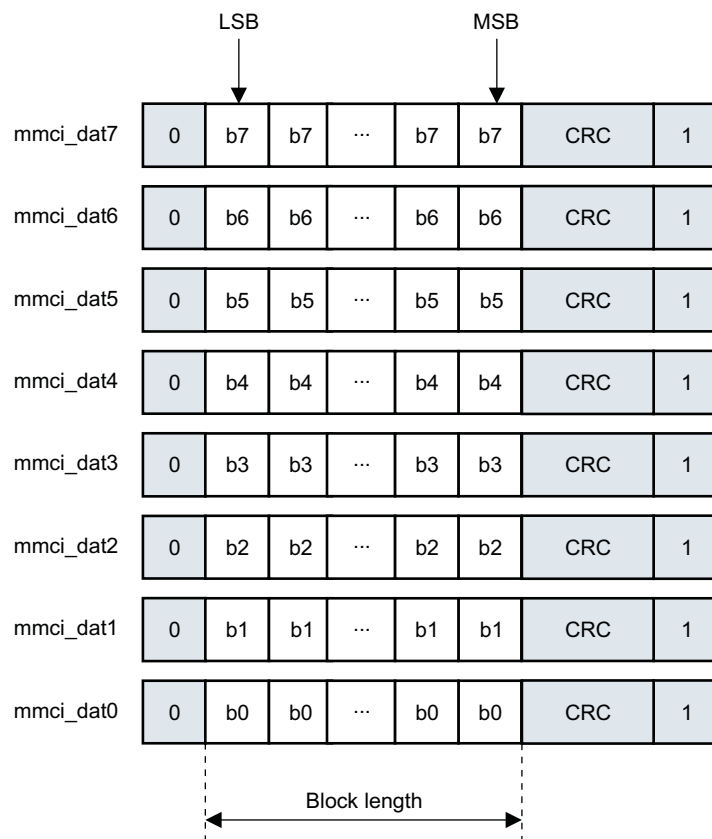 LSB MSB
mmci_dat7 0 b7 b7 ... b7 b7 CRC 1
mmci_dat6 0 b6 b6 ... b6 b6 CRC 1
mmci_dat5 0 b5 b5 ... b5 b5 CRC 1
mmci_dat4 0 b4 b4 ... b4 b4 CRC 1
mmci_dat3 0 b3 b3 ... b3 b3 CRC 1
mmci_dat2 0 b2 b2 ... b2 b2 CRC 1
mmci_dat1 0 b1 b1 ... b1 b1 CRC 1
mmci_dat0 0 b0 b0 ... b0 b0 CRC 1
Block length